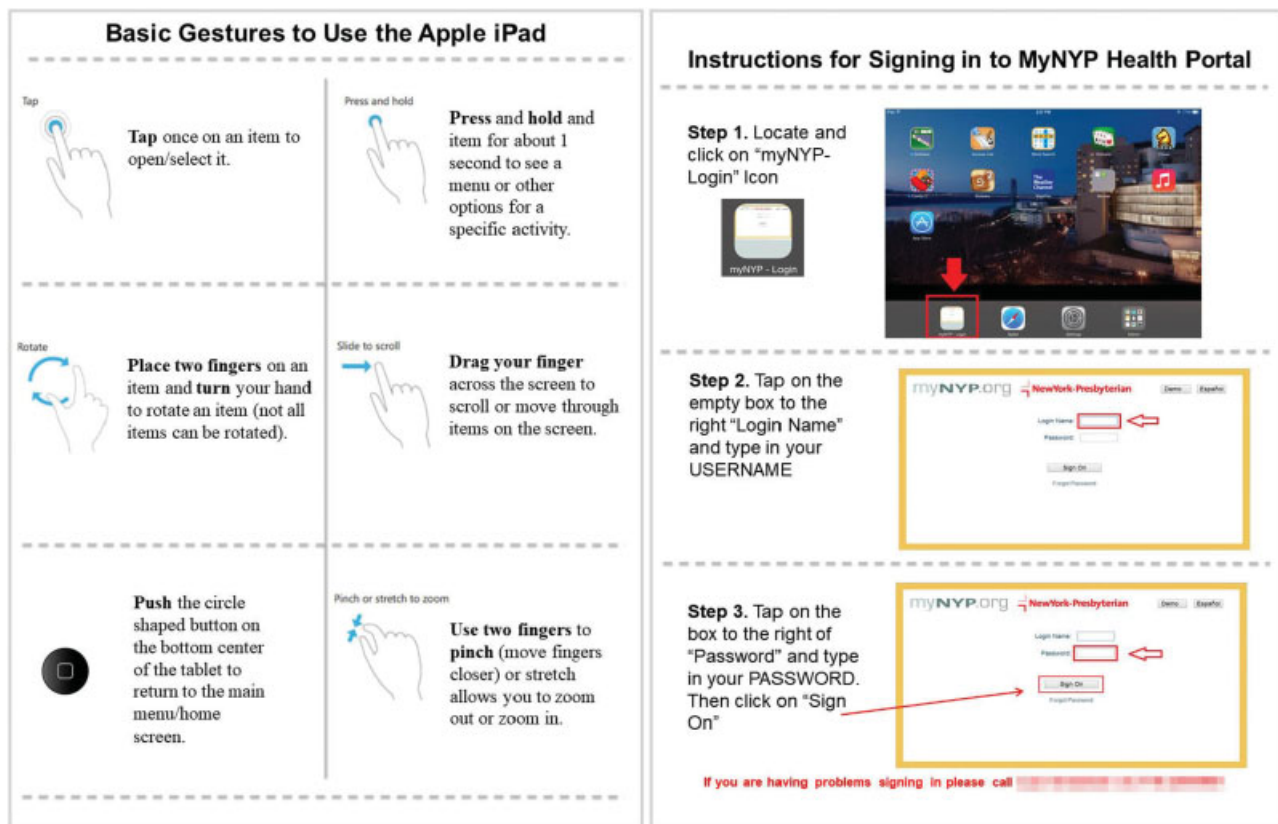 Basic Gestures to Use the Apple iPad
Tap
Tap once on an item to
open/select it.
Press and hold
Press and hold and
item for about 1
second to see a
menu or other
options for a
specific activity.
Rotate
Place two fingers on an
item and turn your hand
to rotate an item (not all
items can be rotated).
Slide to scroll
Drag your finger
across the screen to
scroll or move through
items on the screen.
Push the circle
shaped button on
the bottom center
of the tablet to
return to the main
menu/home
screen.
Pinch or stretch to zoom
Use two fingers to
pinch (move fingers
closer) or stretch
allows you to zoom
out or zoom in.
Instructions for Signing in to MyNYP Health Portal
Step 1. Locate and
click on “myNYP-
Login” Icon
myNYP - Login
The
Weather
Channel
App Store
myNYP - Login
Safari
Settings
Step 2. Tap on the
empty box to the
right “Login Name”
and type in your
USERNAME
myNYP.org NewYork-Presbyterian Demo Español
Login Name:
Password:
Sign On
Forgot Password
Step 3. Tap on the
box to the right of
“Password” and type
in your PASSWORD.
Then click on “Sign
On”
myNYP.org NewYork-Presbyterian Demo Español
Login Name:
Password:
Sign On
Forgot Password
If you are having problems signing in please call